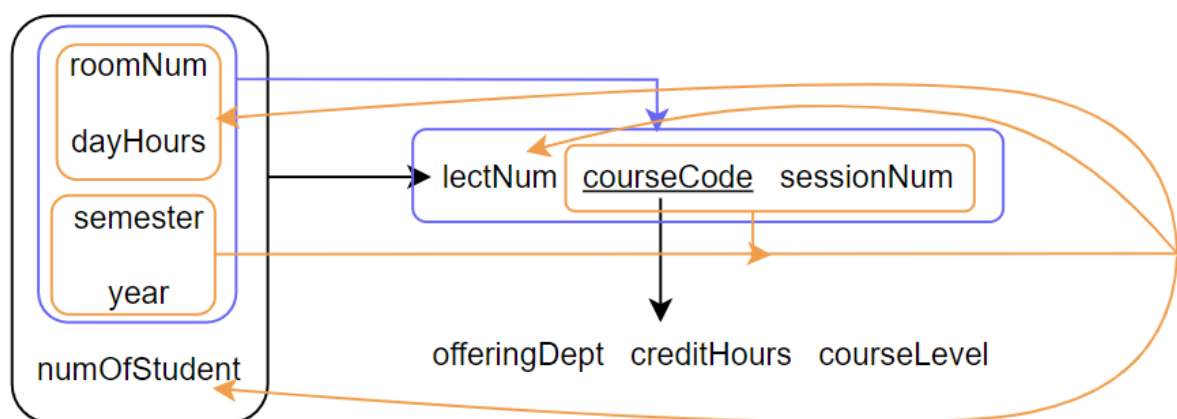 roomNum
dayHours
semester
year
numOfStudent
lectNum courseCode sessionNum
offeringDept creditHours courseLevel